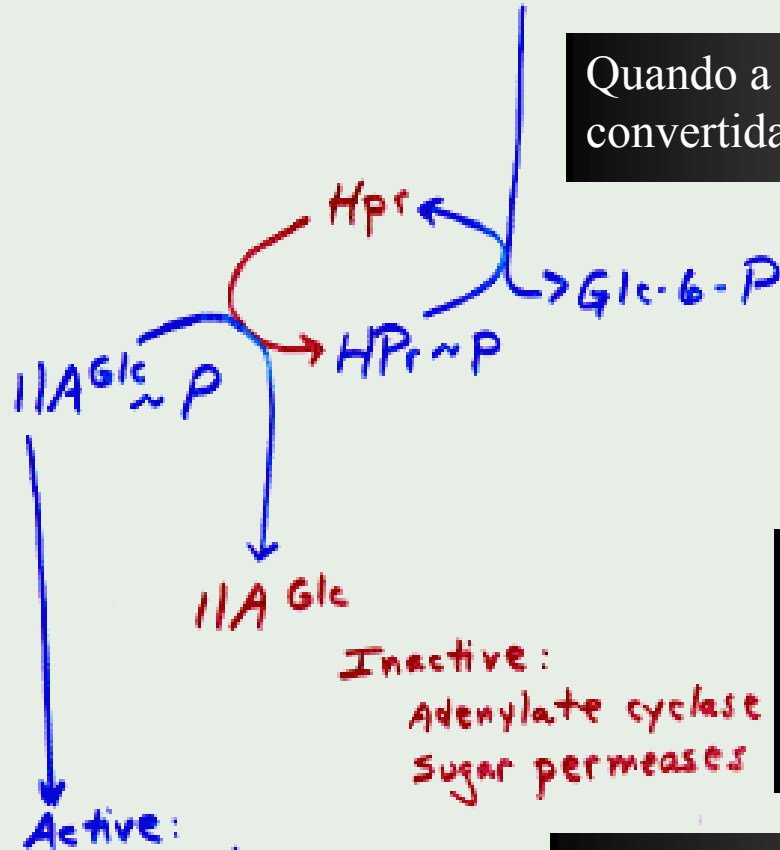 Quando a
convertida
Hpr
Glc-6-P
HPr~P
IIA^Glc~P
IIA^Glc
Inactive:
Adenylate cyclase
Sugar permeases
Active: